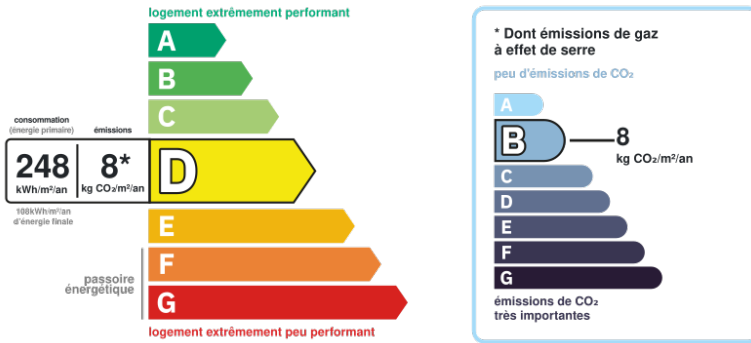 logement extrêmement performant
A
B
C
consommation
(énergie primaire)
émissions
248
kWh/m²/an
8*
kg CO₂/m²/an
D
108kWh/m²/an
d'énergie finale
E
F
G
passoire
énergétique
logement extrêmement peu performant
* Dont émissions de gaz
à effet de serre
peu d'émissions de CO₂
A
B
8
kg CO₂/m²/an
C
D
E
F
G
émissions de CO₂
très importantes